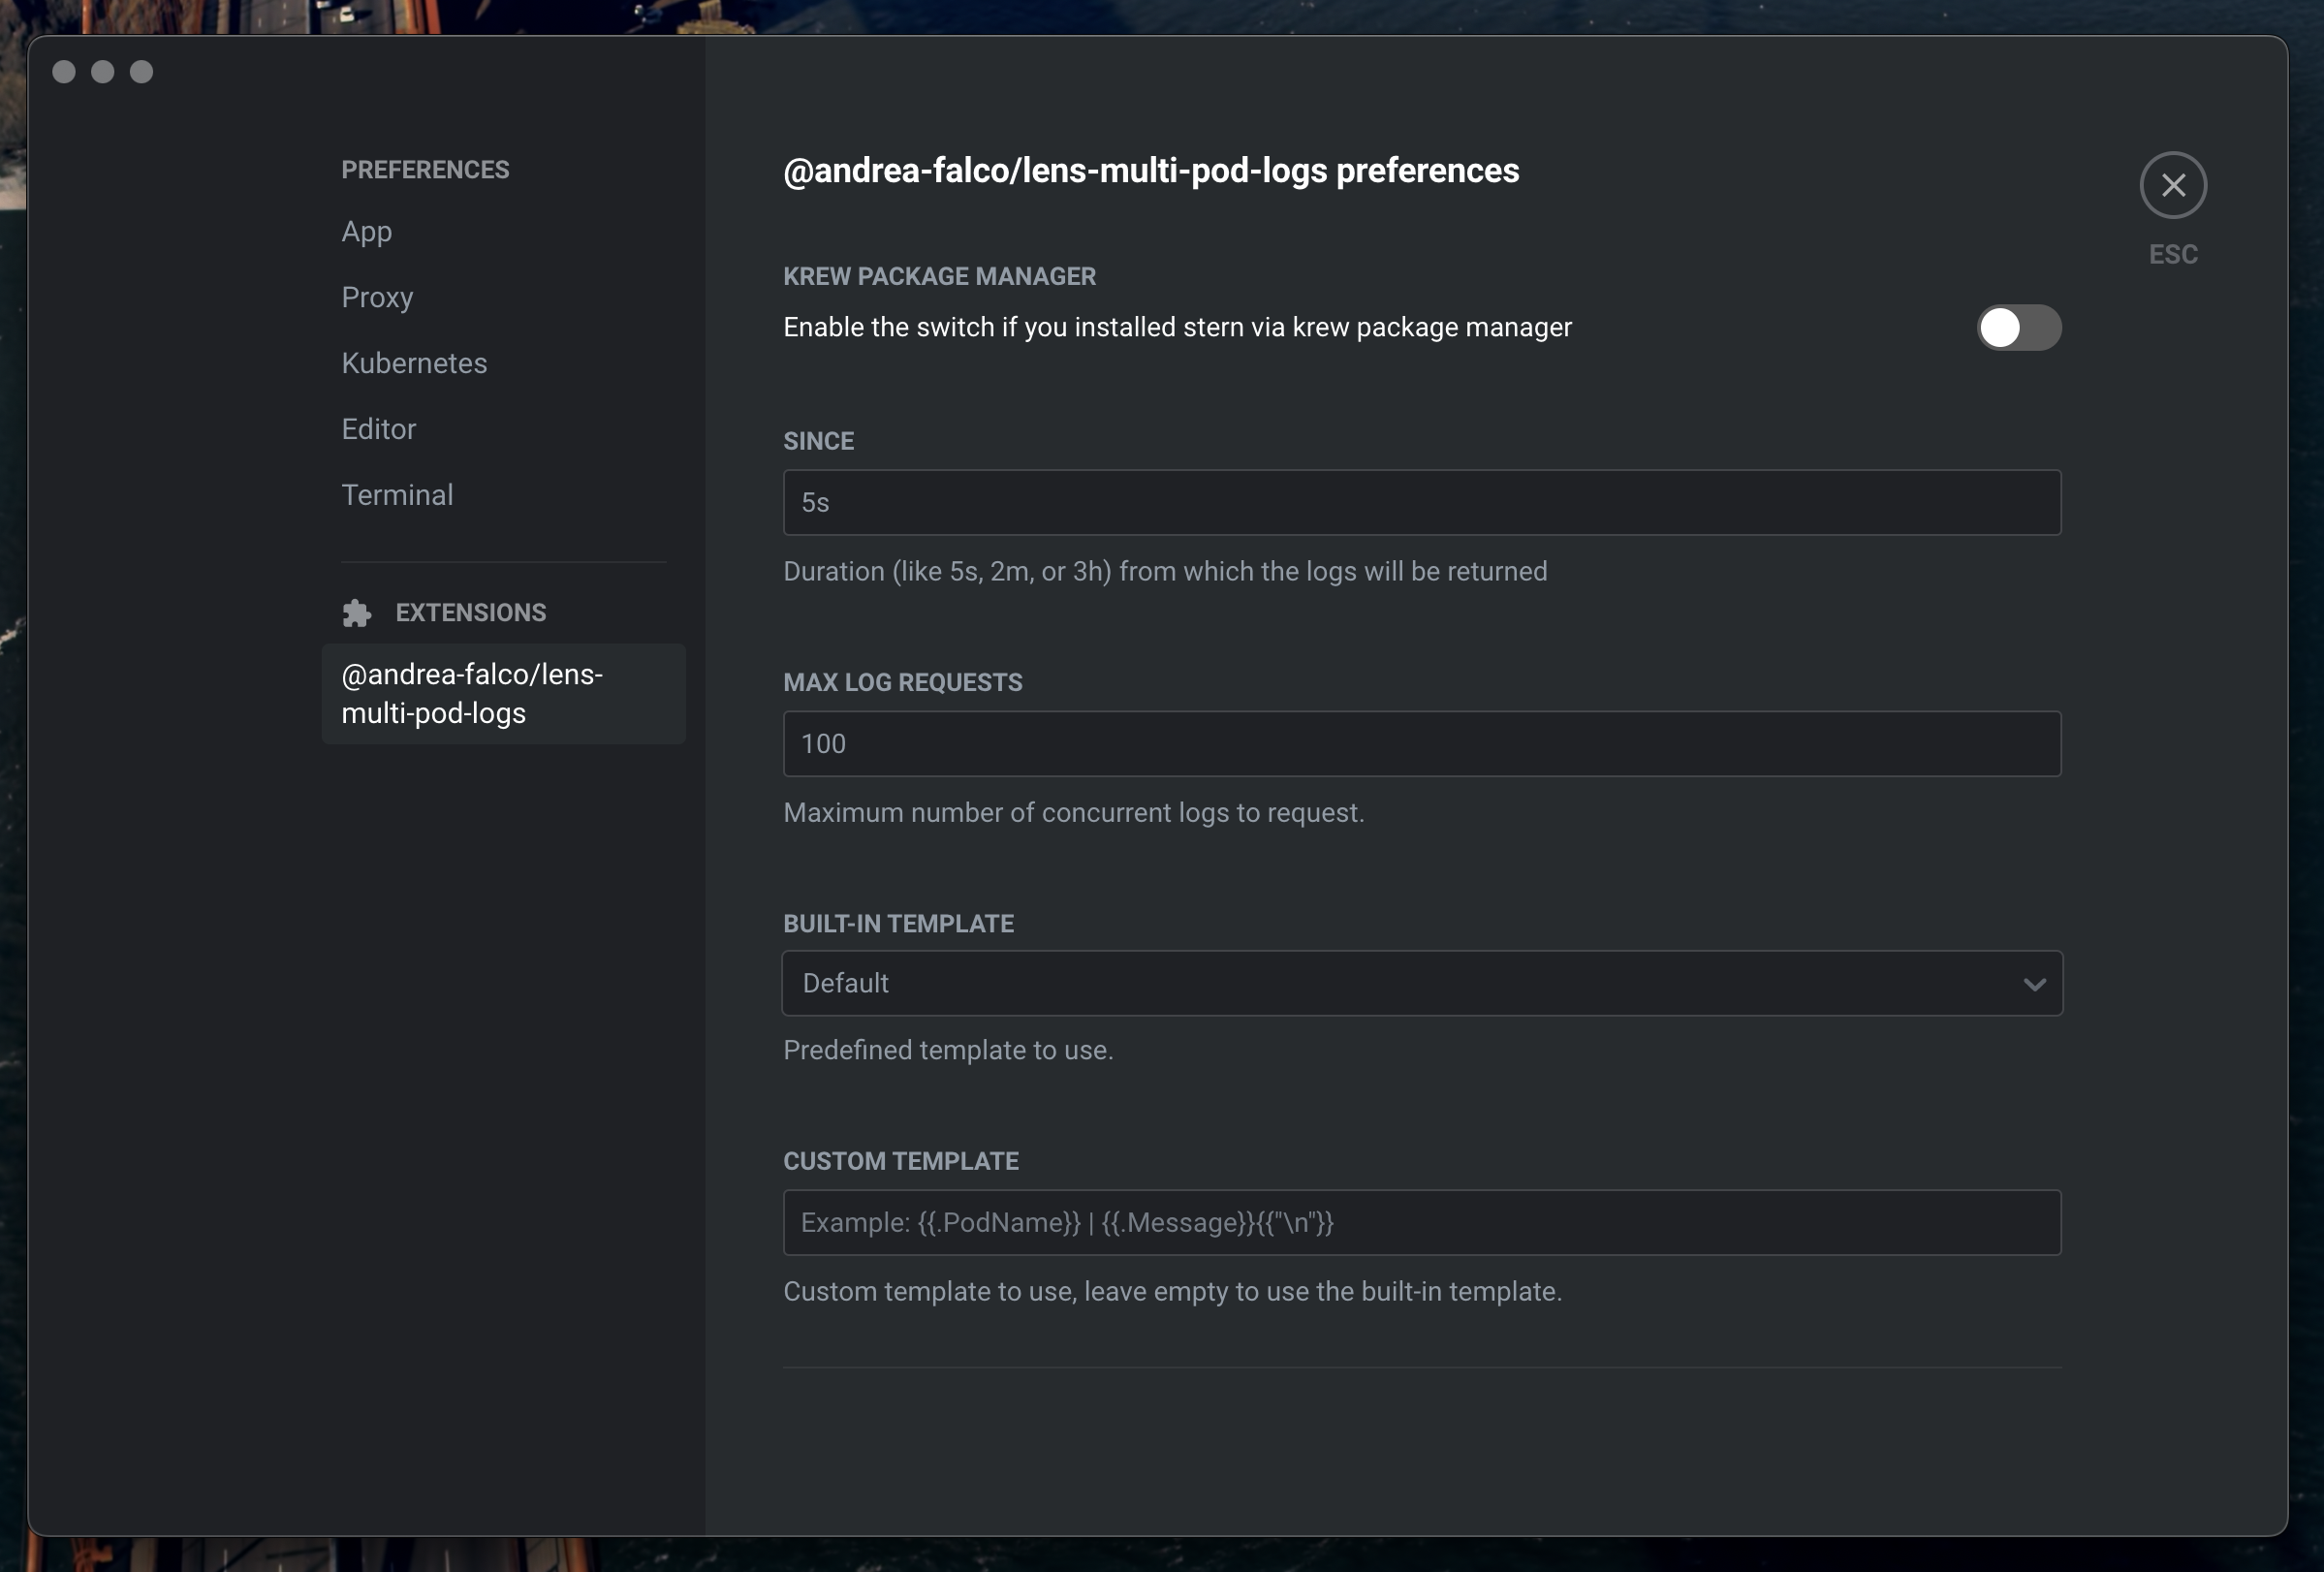 PREFERENCES
App
Proxy
Kubernetes
Editor
Terminal
EXTENSIONS
@andrea-falco/lens-
multi-pod-logs
@andrea-falco/lens-multi-pod-logs preferences
ESC
KREW PACKAGE MANAGER
Enable the switch if you installed stern via krew package manager
SINCE
5s
Duration (like 5s, 2m, or 3h) from which the logs will be returned
MAX LOG REQUESTS
100
Maximum number of concurrent logs to request.
BUILT-IN TEMPLATE
Default
Predefined template to use.
CUSTOM TEMPLATE
Example: {{.PodName}} | {{.Message}}{{"\n"}}
Custom template to use, leave empty to use the built-in template.